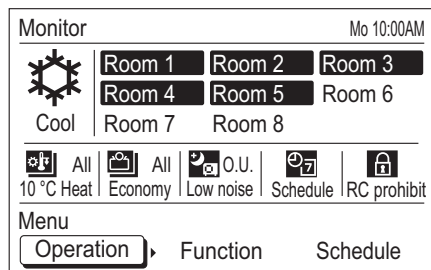 Monitor Mo 10:00AM
Room 1 Room 2 Room 3
Room 4 Room 5 Room 6
Cool Room 7 Room 8
All All O.U. 7
10 °C Heat Economy Low noise Schedule RC prohibit
Menu
Operation Function Schedule